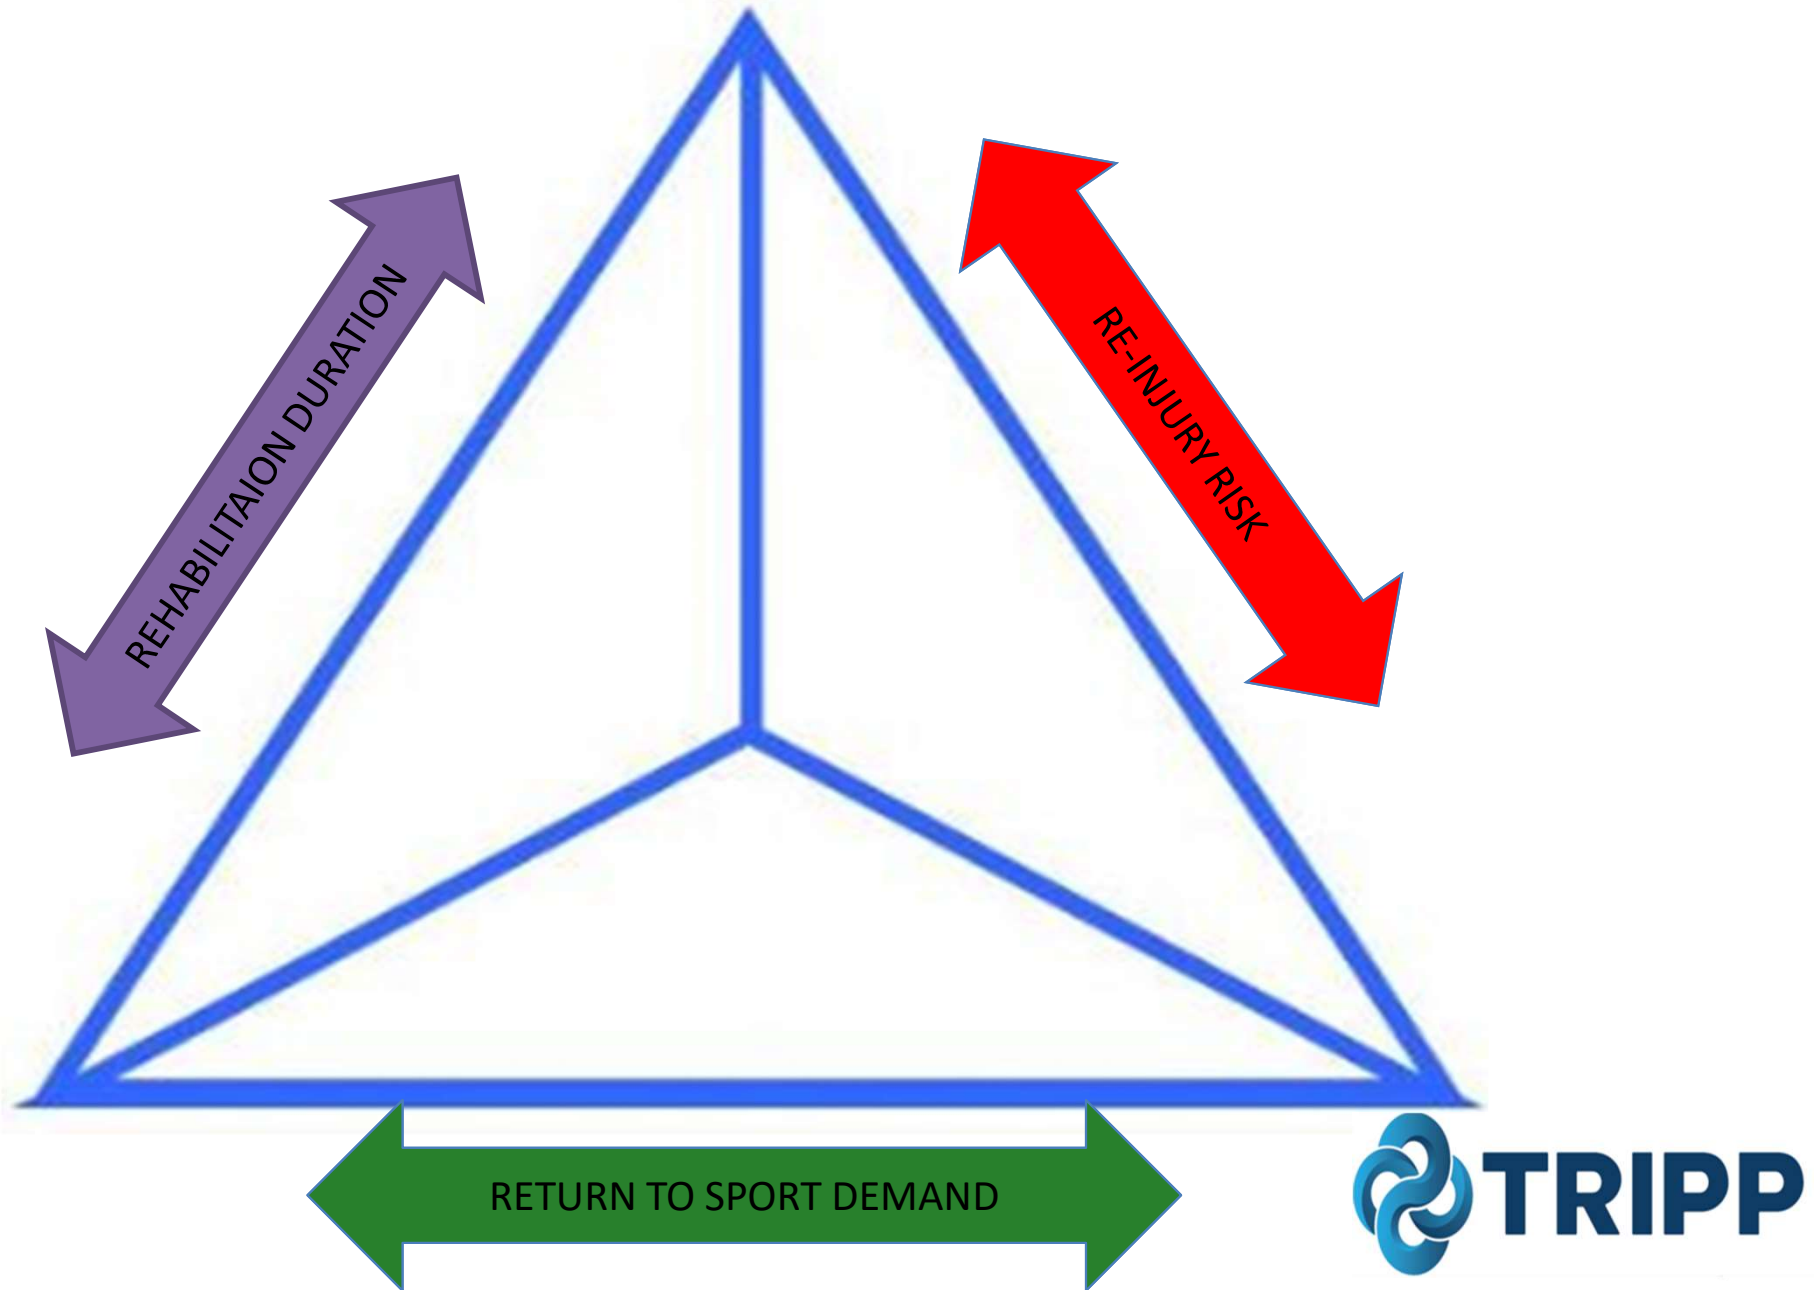 REHABILITAION DURATION
RE-INJURY RISK
RETURN TO SPORT DEMAND
TRIPP